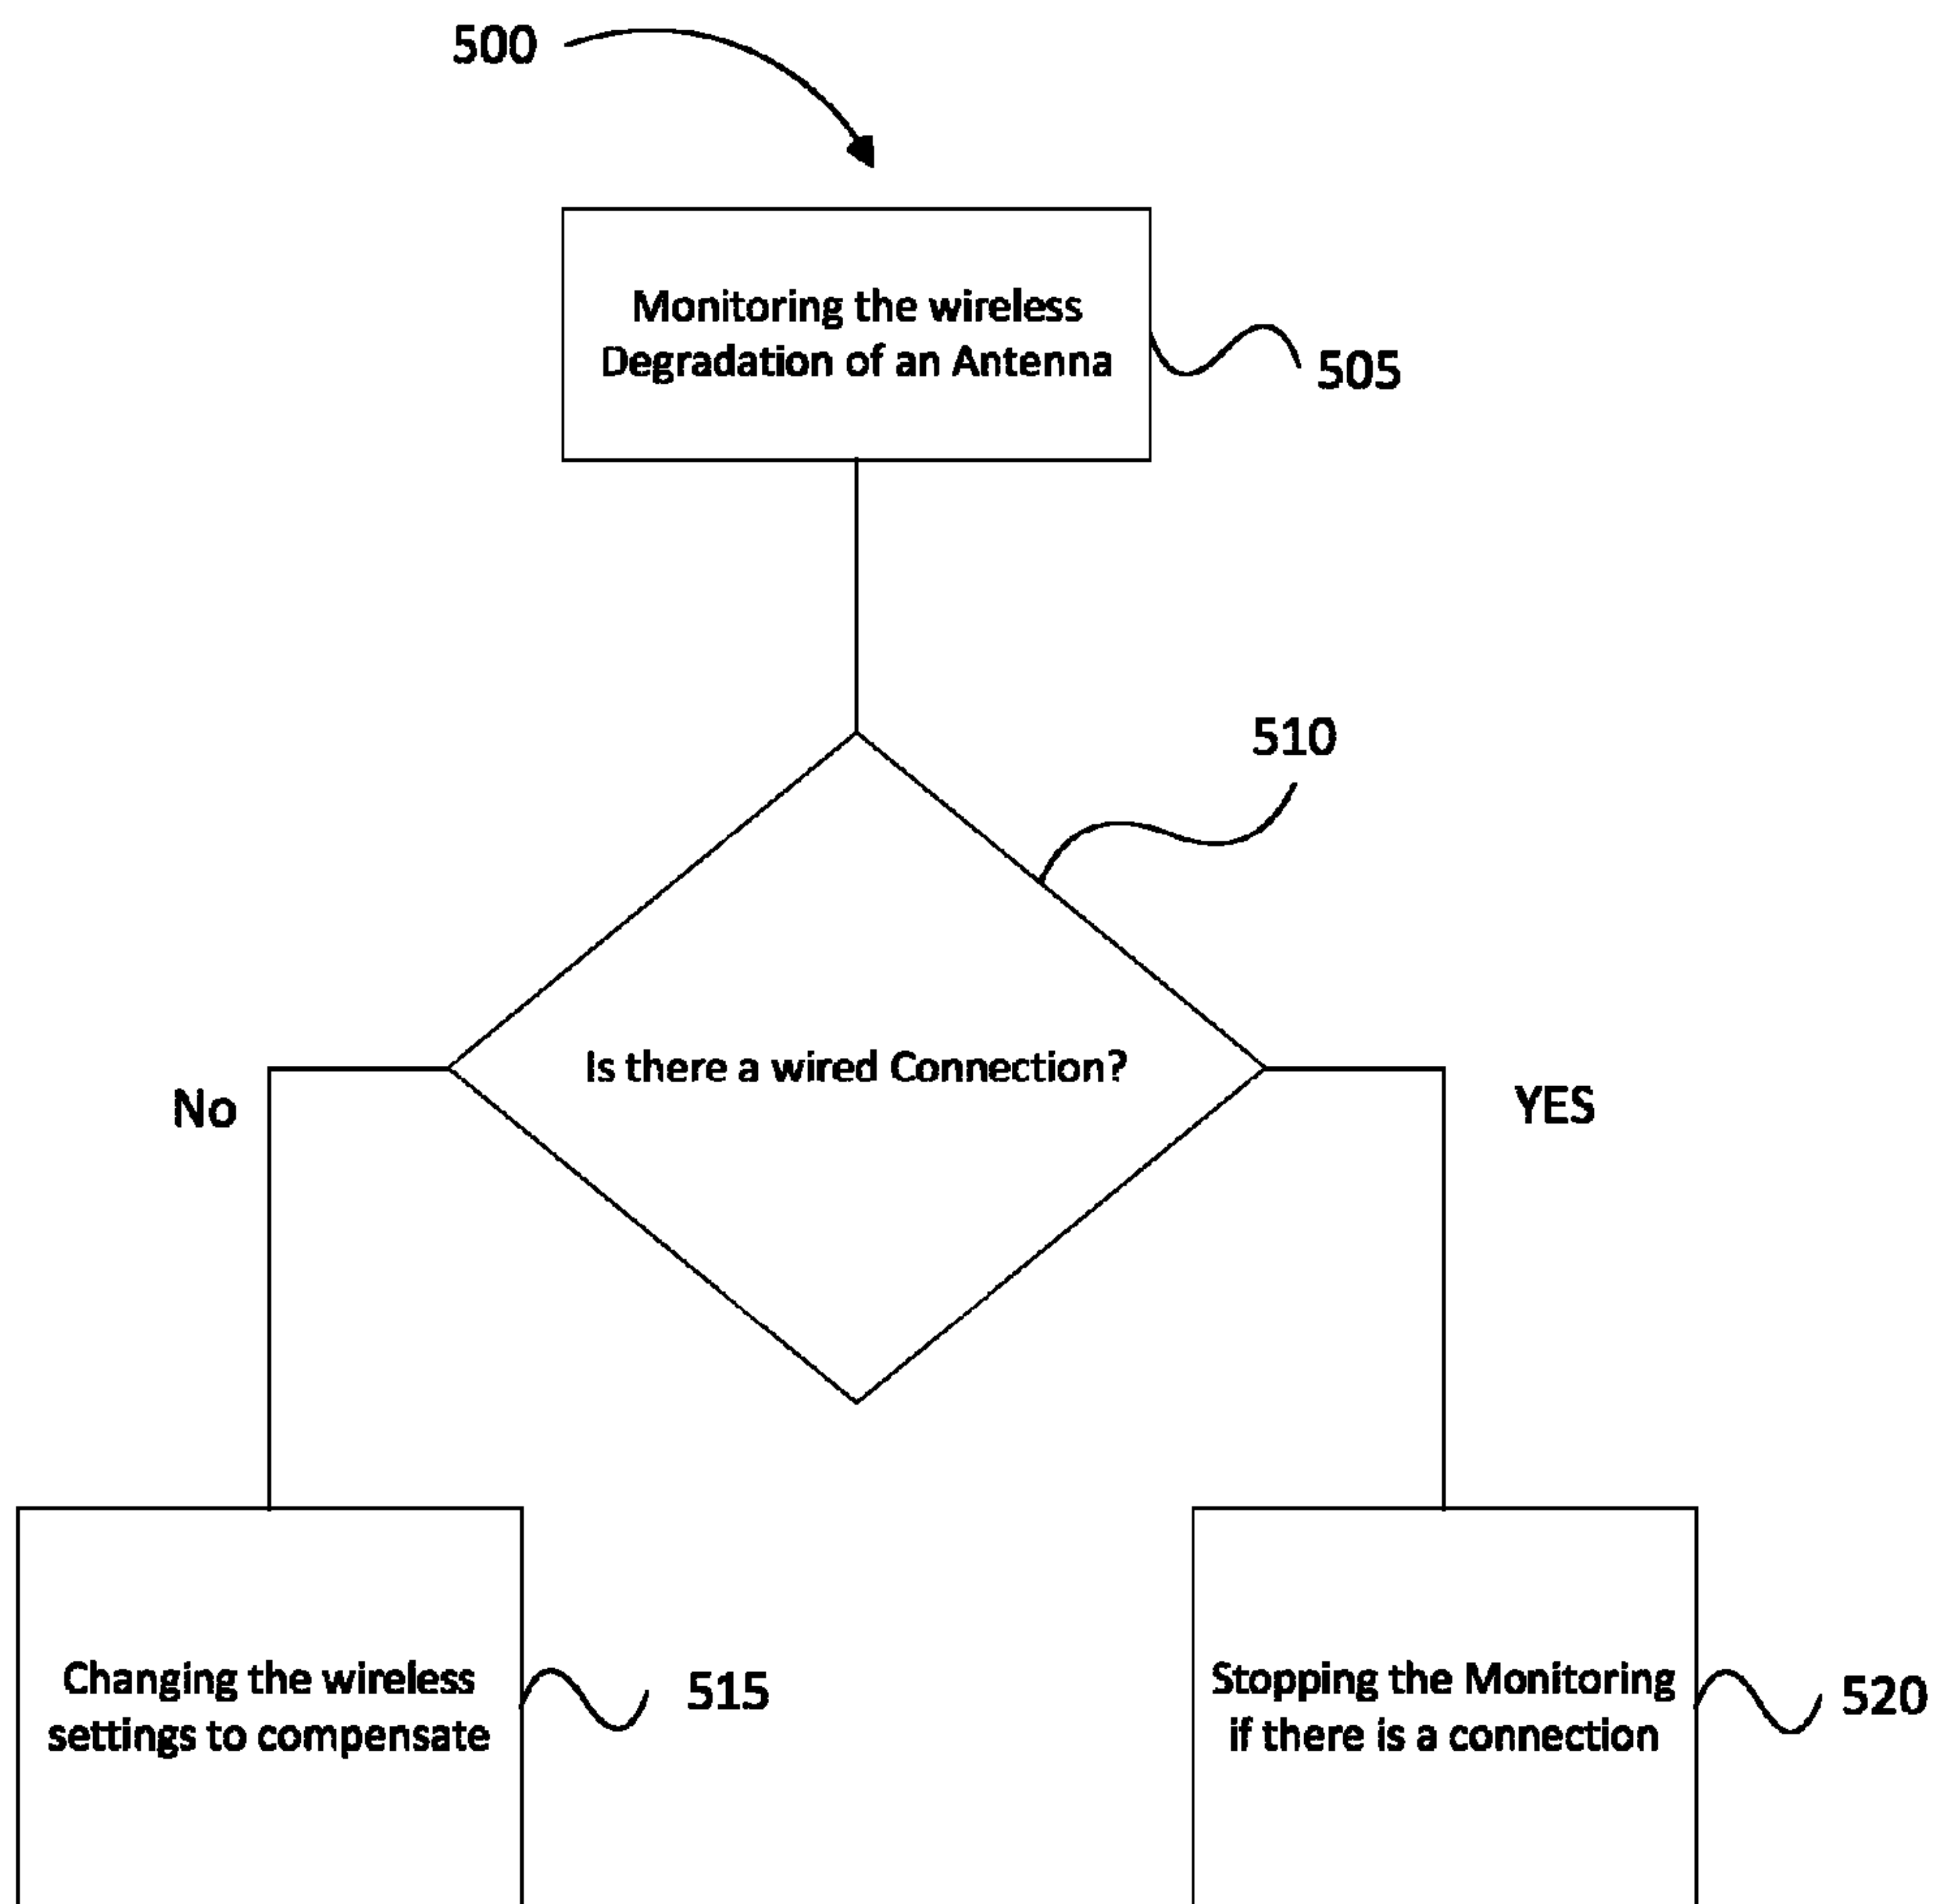 500
Monitoring the wireless
Degradation of an Antenna
505
510
Is there a wired Connection?
No
YES
Changing the wireless
settings to compensate
515
Stopping the Monitoring
if there is a connection
520